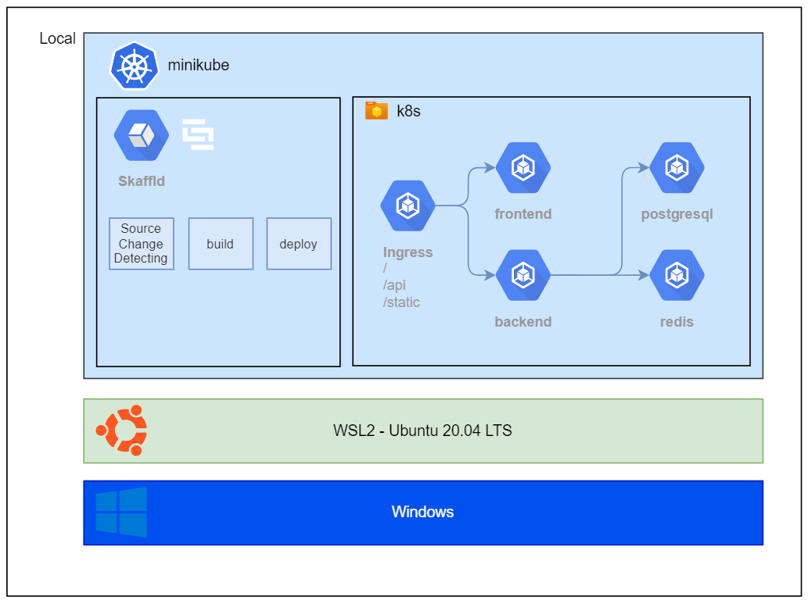 Local
minikube
Skaffld
Source
Change
Detecting
build
deploy
k8s
Ingress
/
/api
/static
frontend
backend
postgresql
redis
WSL2 - Ubuntu 20.04 LTS
Windows